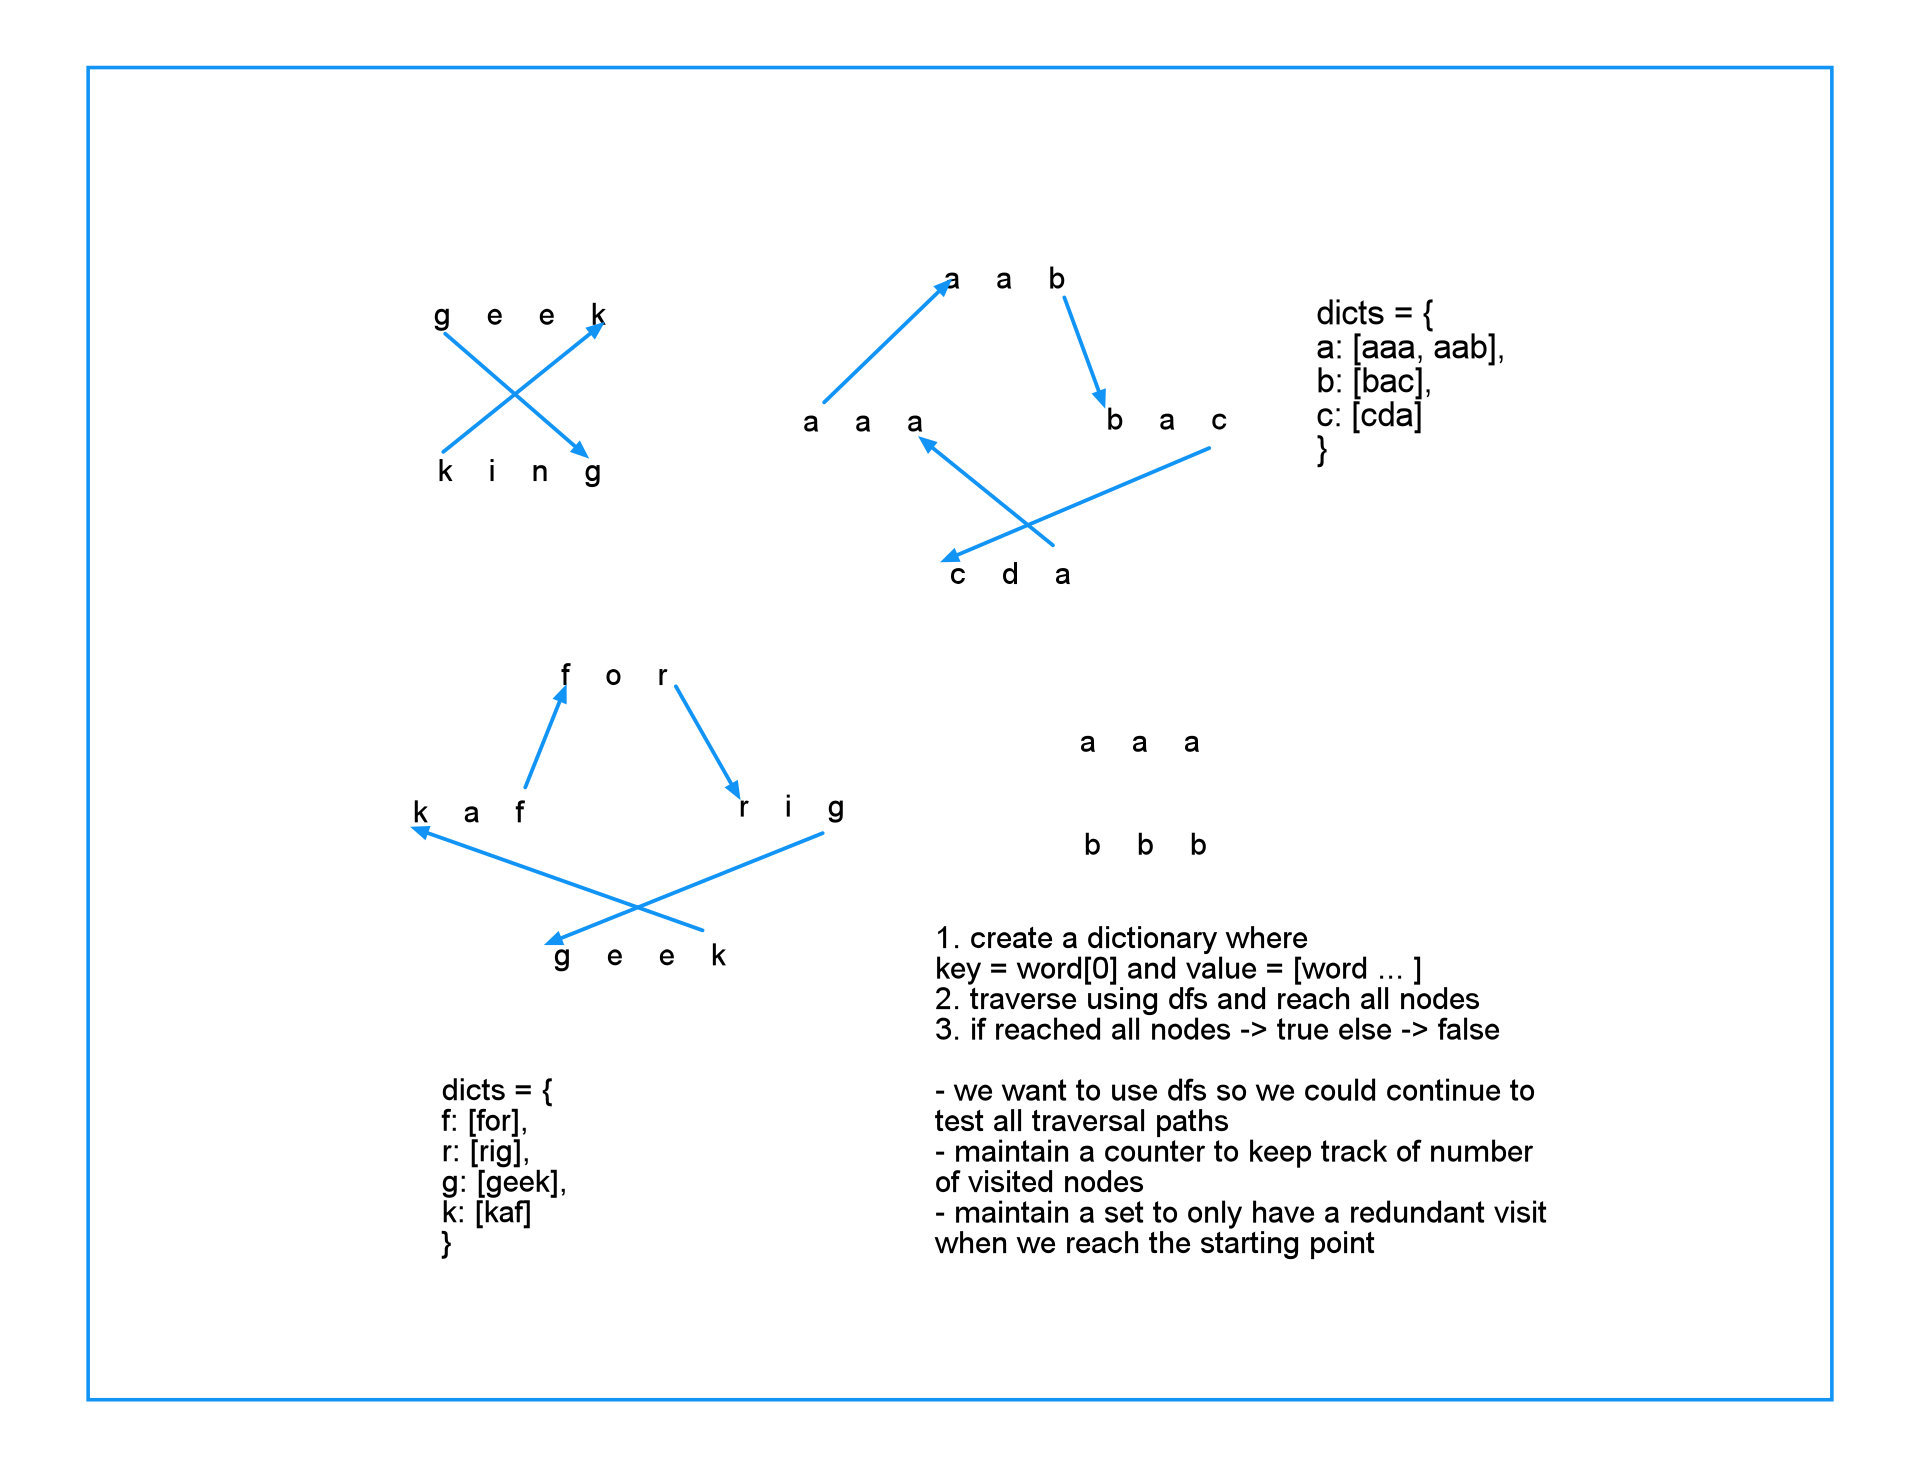 g e e k
k i n g
a a b
a a a
b a c
c d a
dicts = {
a: [aaa, aab],
b: [bac],
c: [cda]
}
f o r
k a f
r i g
g e e k
a a a
b b b
dicts = {
f: [for],
r: [rig],
g: [geek],
k: [kaf]
}
1. create a dictionary where
key = word[0] and value = [word ... ]
2. traverse using dfs and reach all nodes
3. if reached all nodes -> true else -> false
- we want to use dfs so we could continue to
test all traversal paths
- maintain a counter to keep track of number
of visited nodes
- maintain a set to only have a redundant visit
when we reach the starting point